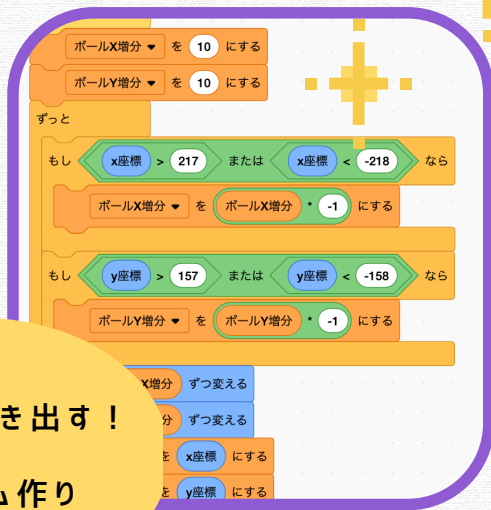 ボールX増分 を 10 にする
ボールY増分 を 10 にする
ずっと
もし x座標 > 217 または x座標 < -218 なら
ボールX増分 を ボールX増分 * -1 にする
もし y座標 > 157 または y座標 < -158 なら
ボールY増分 を ボールY増分 * -1 にする
X増分 ずつ変える
分 ずつ変える
き出す！
を x座標 にする
作り
を y座標 にする